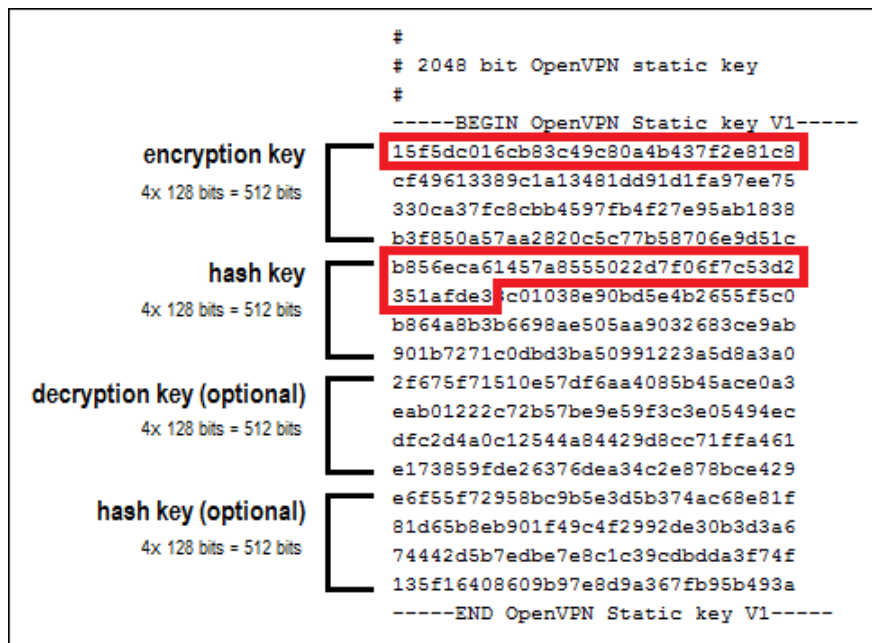 #
# 2048 bit OpenVPN static key
#
-----BEGIN OpenVPN Static key V1-----
encryption key
4x 128 bits = 512 bits
15f5dc016cb83c49c80a4b437f2e81c8
cf49613389c1a13481dd91d1fa97ee75
330ca37fc8cbb4597fb4f27e95ab1838
b3f850a57aa2820c5c77b58706e9d51c
hash key
4x 128 bits = 512 bits
b856eca61457a8555022d7f06f7c53d2
351afde38c01038e90bd5e4b2655f5c0
b864a8b3b6698ae505aa9032683ce9ab
901b7271c0dbd3ba50991223a5d8a3a0
decryption key (optional)
4x 128 bits = 512 bits
2f675f71510e57df6aa4085b45ace0a3
eab01222c72b57be9e59f3c3e05494ec
dfc2d4a0c12544a84429d8cc71ffa461
e173859fde26376dea34c2e878bce429
hash key (optional)
4x 128 bits = 512 bits
e6f55f72958bc9b5e3d5b374ac68e81f
81d65b8eb901f49c4f2992de30b3d3a6
74442d5b7edbe7e8c1c39cdbdda3f74f
135f16408609b97e8d9a367fb95b493a
-----END OpenVPN Static key V1-----